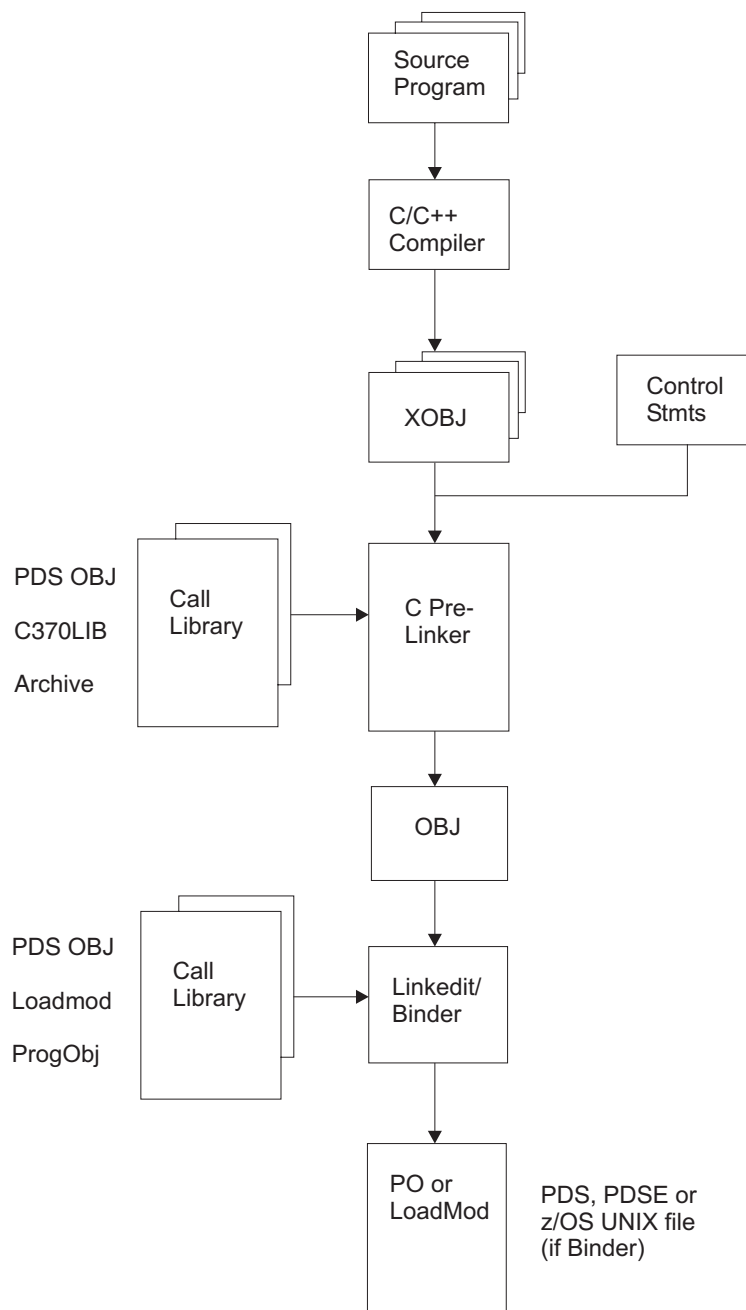 Source
Program
C/C++
Compiler
XOBJ
Control
Stmts
PDS OBJ
C370LIB
Archive
Call
Library
C Pre-
Linker
OBJ
PDS OBJ
Loadmod
ProgObj
Call
Library
Linkedit/
Binder
PO or
LoadMod
PDS, PDSE or
z/OS UNIX file
(if Binder)